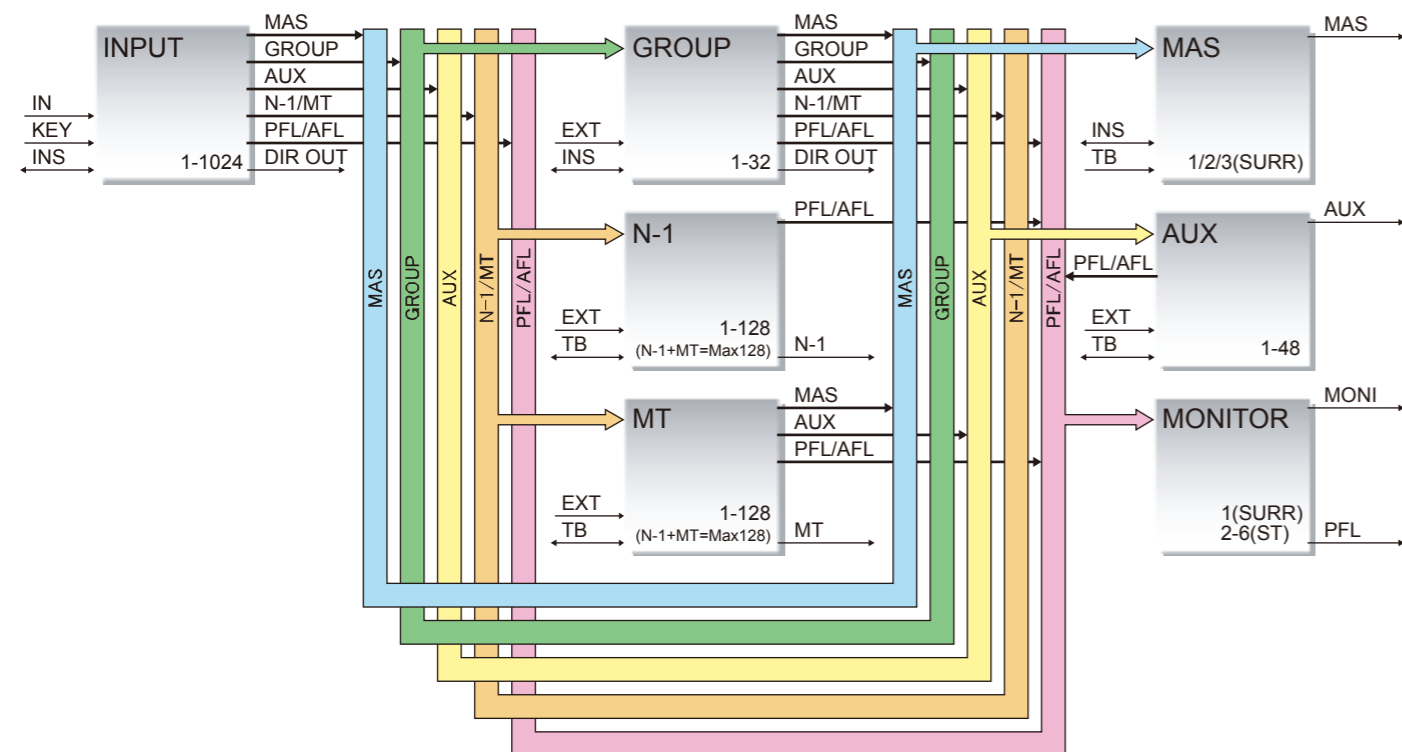 INPUT
MAS
GROUP
AUX
N-1/MT
PFL/AFL
DIR OUT
IN
KEY
INS
1-1024
MAS
GROUP
AUX
N-1/MT
PFL/AFL
GROUP
MAS
GROUP
AUX
N-1/MT
PFL/AFL
DIR OUT
EXT
INS
1-32
N-1
PFL/AFL
EXT
TB
1-128
(N-1+MT=Max128)
N-1
MT
MAS
AUX
PFL/AFL
EXT
TB
1-128
(N-1+MT=Max128)
MT
MAS
GROUP
AUX
N-1/MT
PFL/AFL
MAS
MAS
INS
TB
1/2/3(SURR)
AUX
AUX
PFL/AFL
EXT
TB
1-48
MONITOR
MONI
1(SURR)
2-6(ST)
PFL